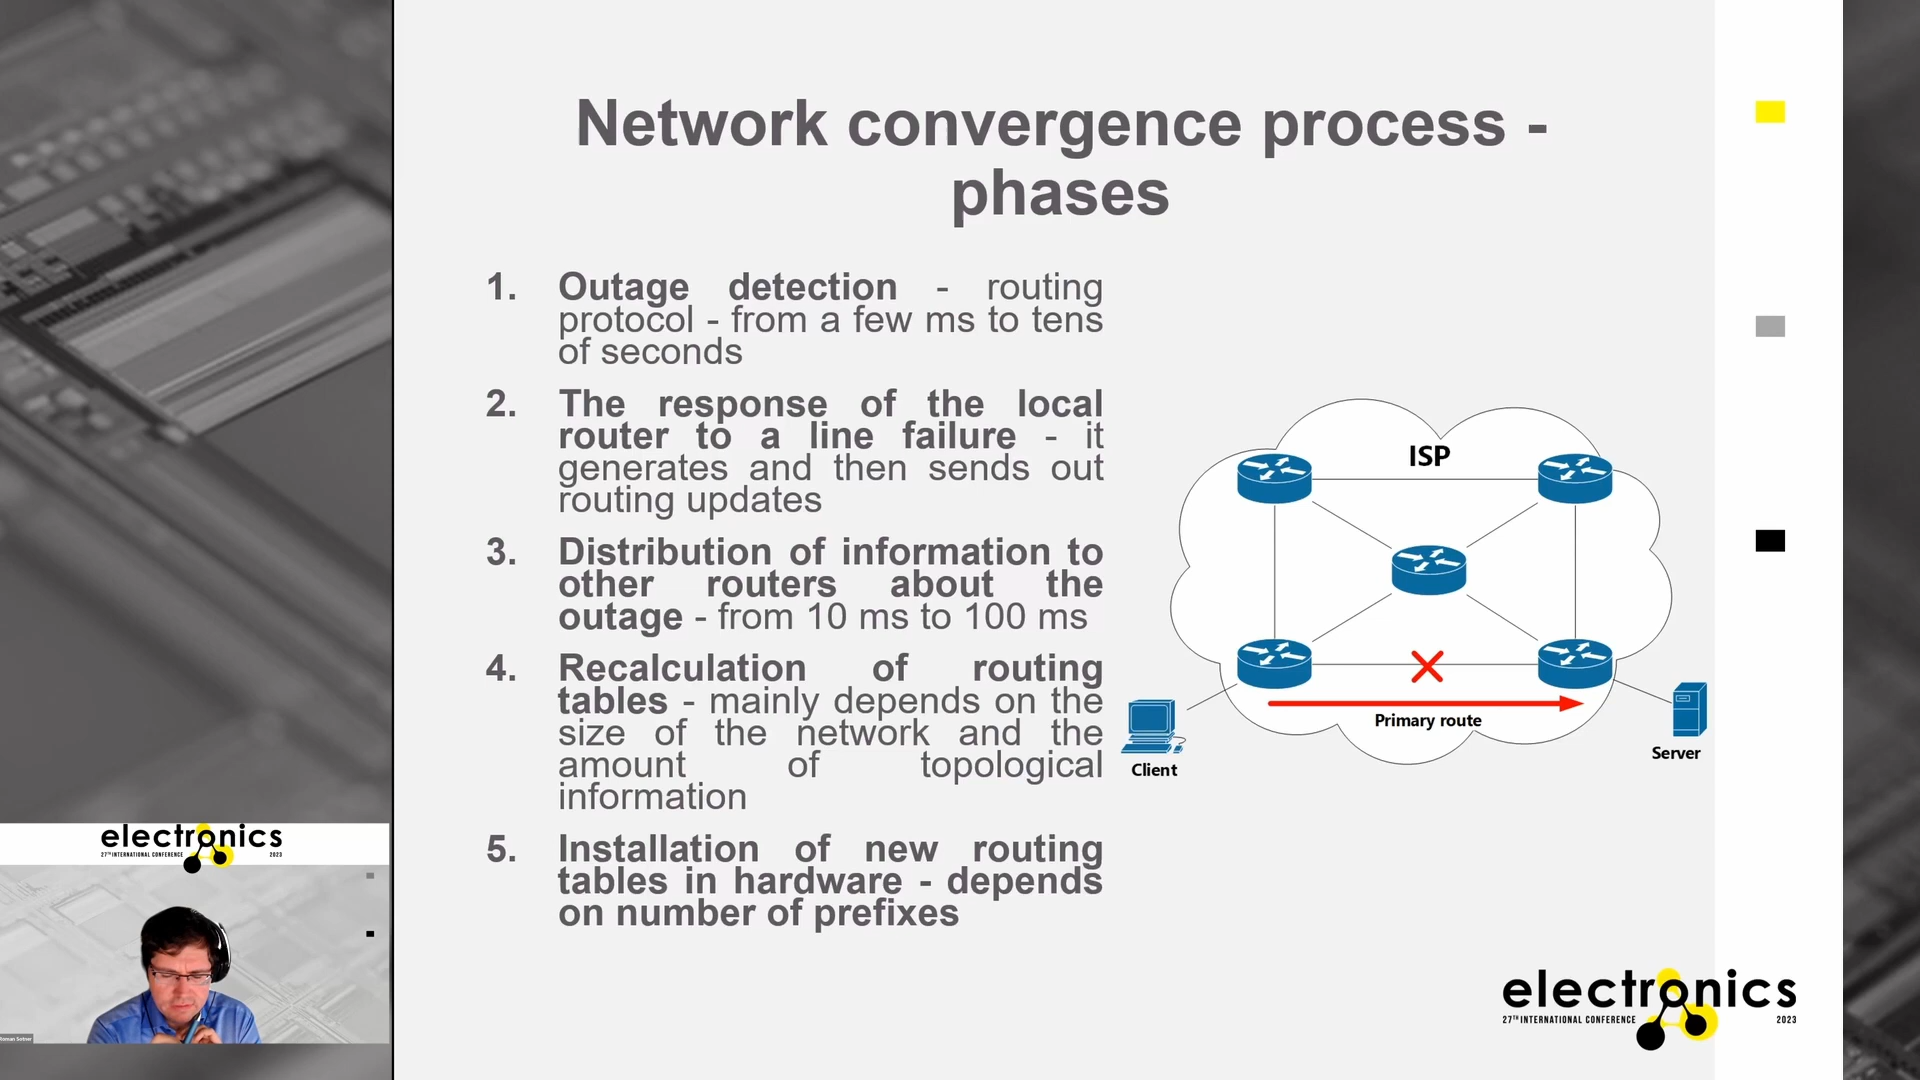 Network convergence process -
phases
1. Outage detection - routing
protocol - from a few ms to tens
of seconds
2. The response of the local
router to a line failure - it
generates and then sends out
routing updates
3. Distribution of information to
other routers about the
outage - from 10 ms to 100 ms
4. Recalculation of routing
tables - mainly depends on the
size of the network and the
amount of topological
information
5. Installation of new routing
tables in hardware - depends
on number of prefixes
ISP
Primary route
Client
Server
electronics
27TH INTERNATIONAL CONFERENCE 2023
Roman Sotner
electronics
27TH INTERNATIONAL CONFERENCE 2023